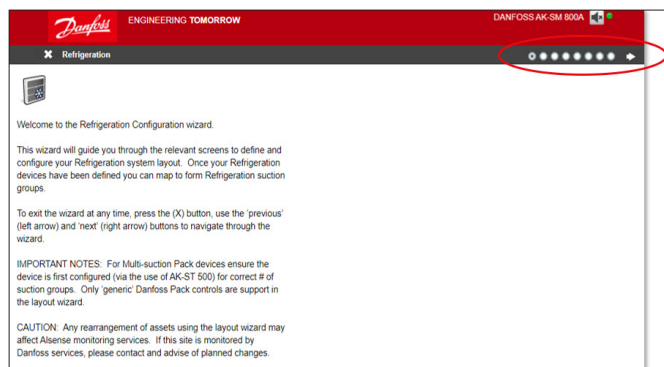 Danfoss
ENGINEERING TOMORROW
DANFOSS AK-SM 800A
Refrigeration
Welcome to the Refrigeration Configuration wizard.
This wizard will guide you through the relevant screens to define and
configure your Refrigeration system layout. Once your Refrigeration
devices have been defined you can map to form Refrigeration suction
groups.
To exit the wizard at any time, press the (X) button, use the 'previous'
(left arrow) and 'next' (right arrow) buttons to navigate through the
wizard.
IMPORTANT NOTES: For Multi-suction Pack devices ensure the
device is first configured (via the use of AK-ST 500) for correct # of
suction groups. Only 'generic' Danfoss Pack controls are support in
the layout wizard.
CAUTION: Any rearrangement of assets using the layout wizard may
affect Alsense monitoring services. If this site is monitored by
Danfoss services, please contact and advise of planned changes.